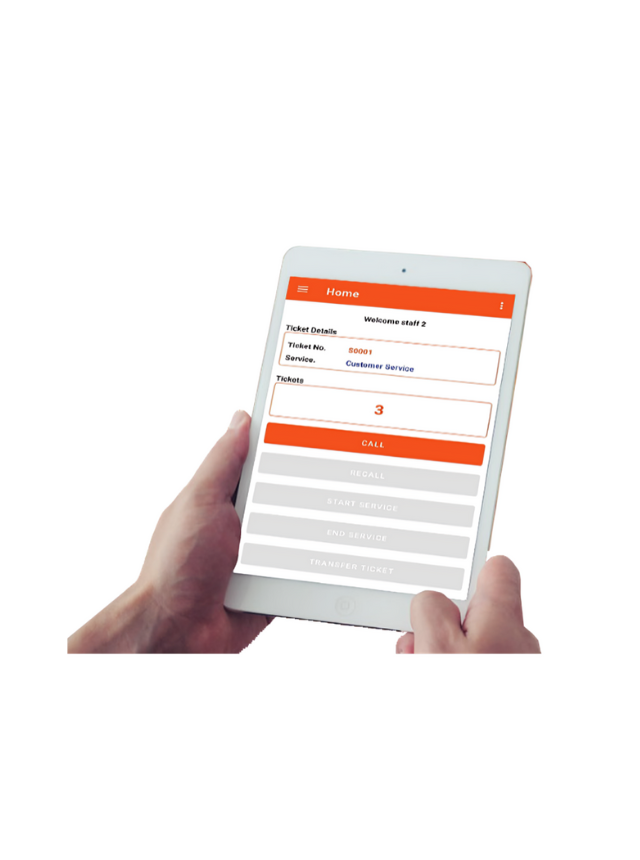 Home
Welcome staff 2
Ticket Details
Ticket No. S0001
Service. Customer Service
Tickets
3
CALL
RECALL
START SERVICE
END SERVICE
TRANSFER TICKET